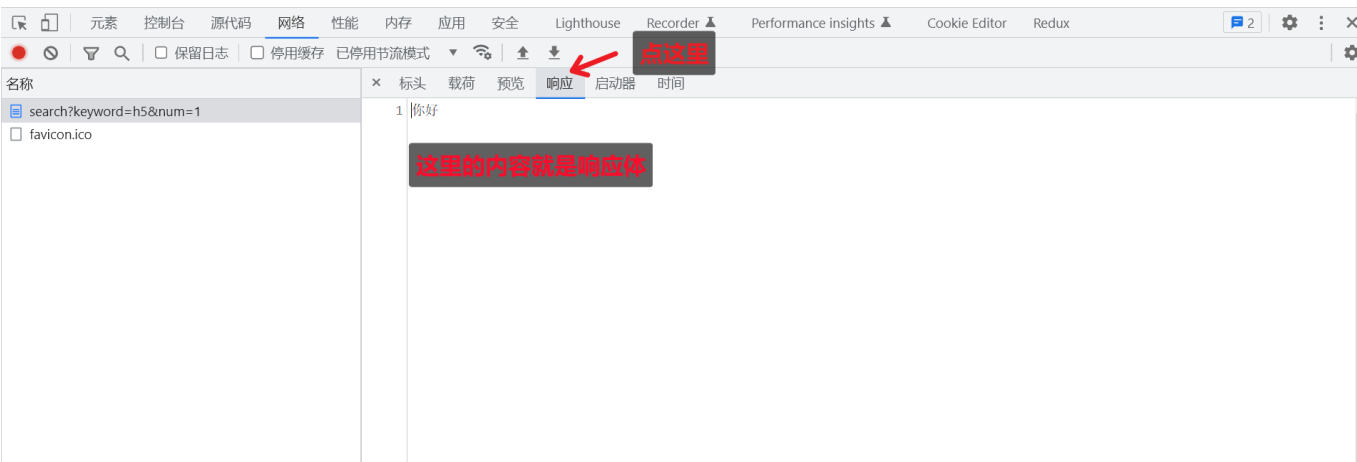 元素 控制台 源代码 网络 性能 内存 应用 安全 Lighthouse Recorder Performance insights Cookie Editor Redux 2
保留日志 停用缓存 已停用节流模式 点这里
名称 标头 载荷 预览 响应 启动器 时间
search?keyword=h5&num=1 1 你好
favicon.ico
这里的内容就是响应体